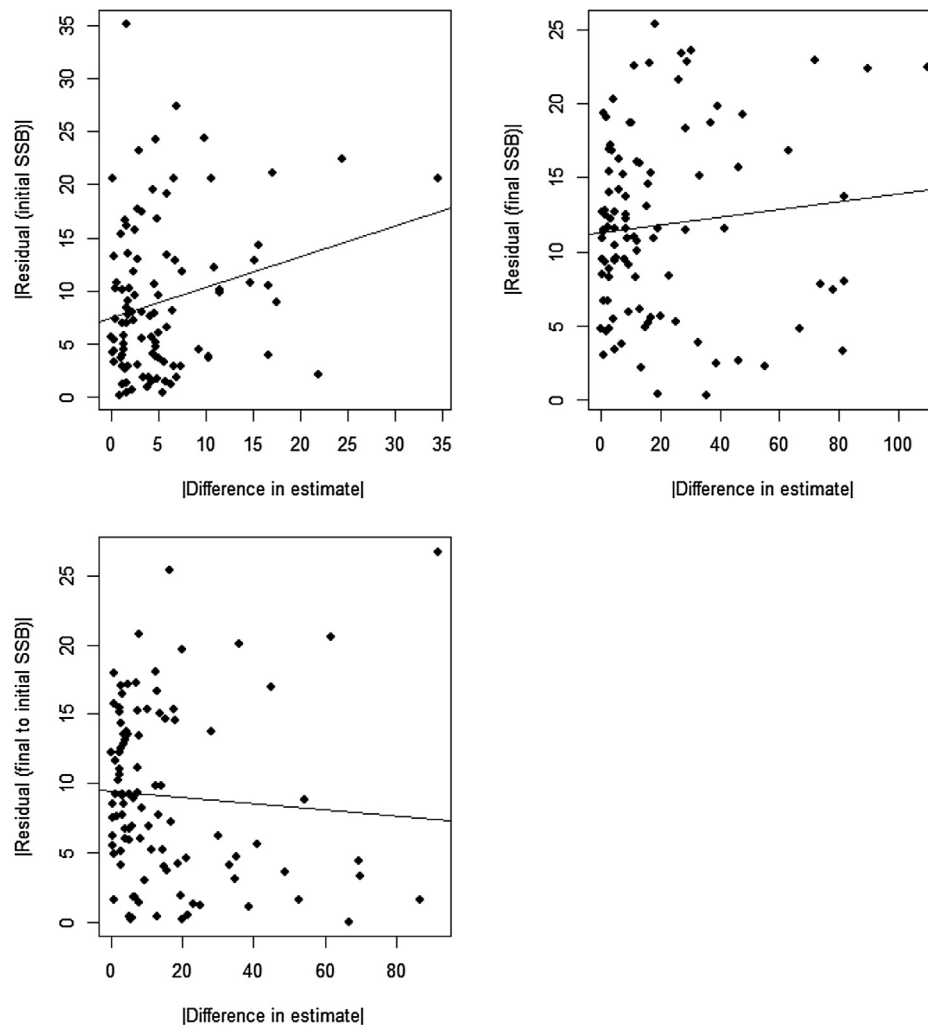 |Residual (initial SSB)|
35
30
25
20
15
10
5
0
0 5 10 15 20 25 30 35
|Difference in estimate|
|Residual (final SSB)|
25
20
15
10
5
0
0 20 40 60 80 100
|Difference in estimate|
|Residual (final to initial SSB)|
25
20
15
10
5
0
0 20 40 60 80
|Difference in estimate|